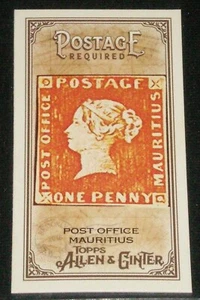 POSTAGE
REQUIRED
POSTAGE
POST OFFICE
MAURITIUS
ONE PENNY
POST OFFICE
MAURITIUS
TOPPS
ALLEN & GINTER